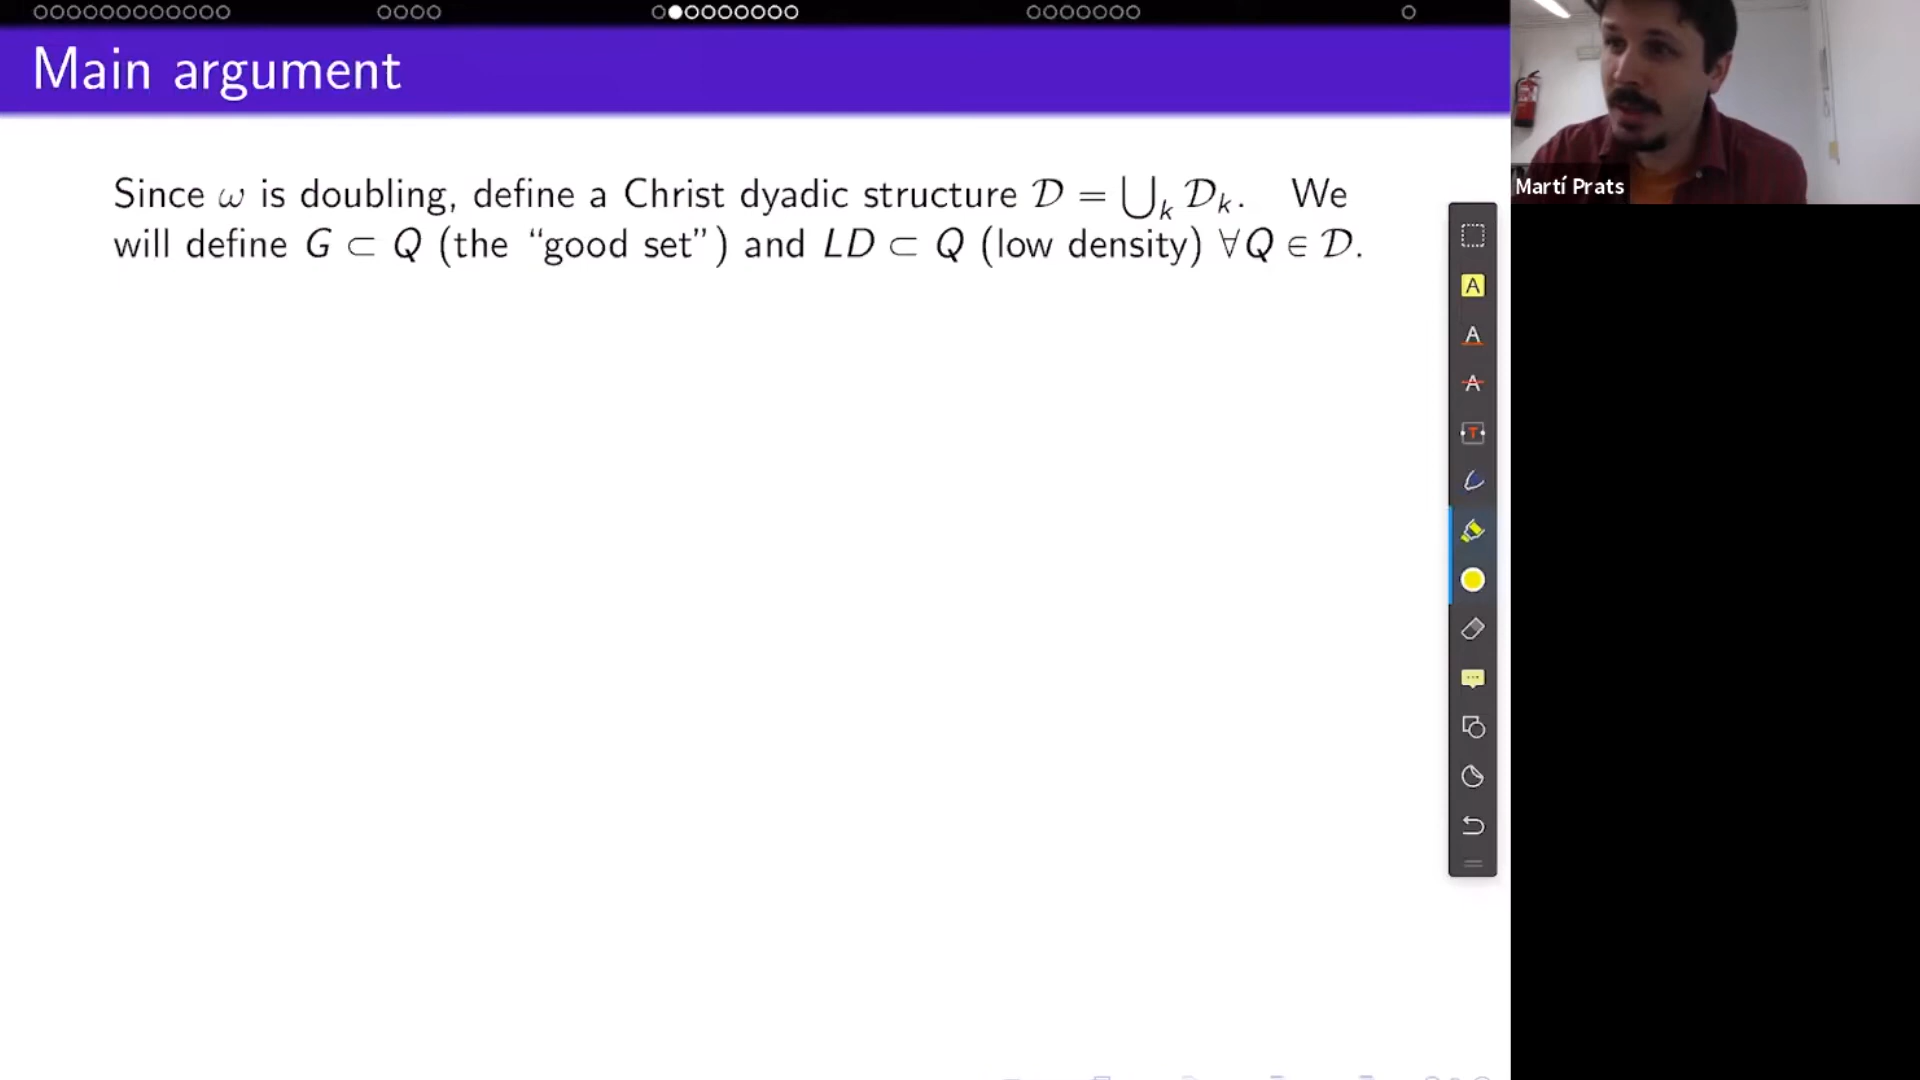 Main argument
Since ω is doubling, define a Christ dyadic structure 𝒟 = ⋃ₖ 𝒟ₖ. We
will define G ⊂ Q (the “good set”) and LD ⊂ Q (low density) ∀Q ∈ 𝒟.
Martí Prats
A
A
A
T